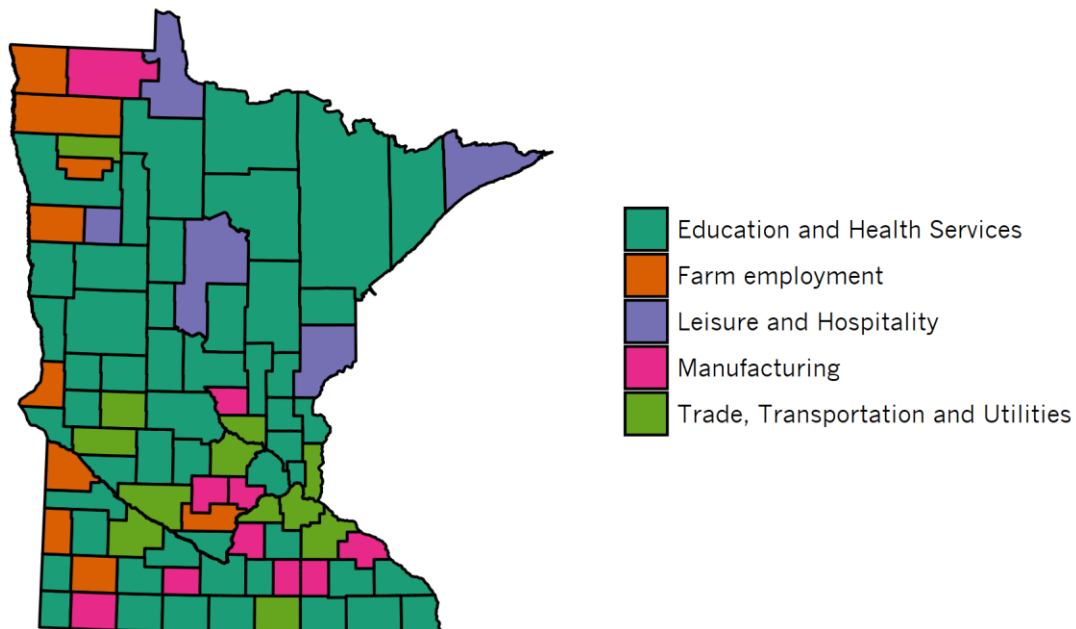 Education and Health Services
Farm employment
Leisure and Hospitality
Manufacturing
Trade, Transportation and Utilities